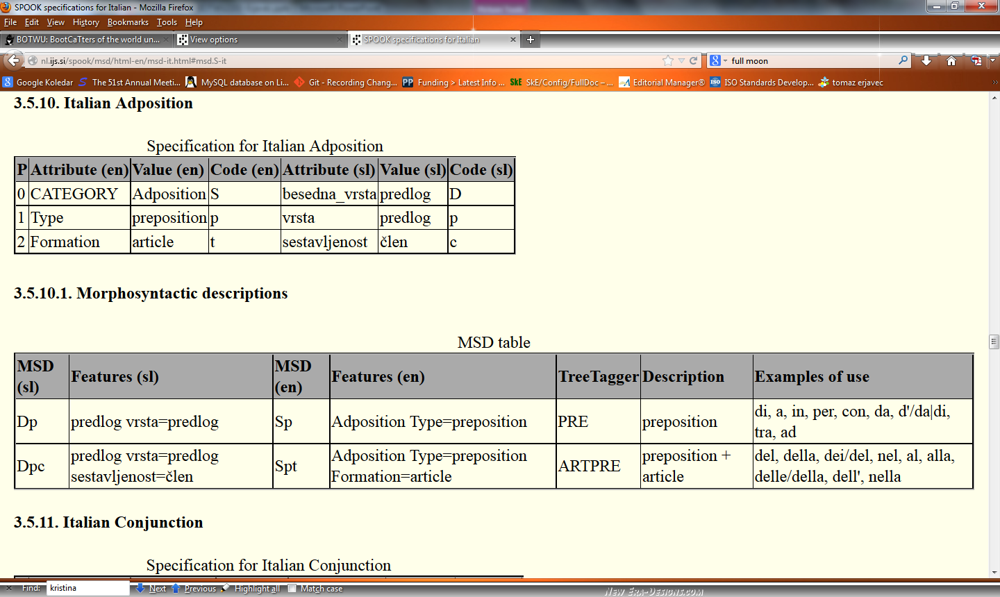 SPOOK specifications for Italian - Mozilla Firefox
File Edit View History Bookmarks Tools Help
BOTWU: BootCaTters of the world un... View options SPOOK specifications for Italian
nl.ijs.si/spook/msd/html-en/msd-it.html#msd.S-it full moon
Google Koledar The 51st Annual Meeti... MySQL database on Li... Git - Recording Chang... Funding > Latest Info ... SkE/Config/FullDoc – ... Editorial Manager® ISO Standards Develop... tomaz erjavec
3.5.10. Italian Adposition
Specification for Italian Adposition
P Attribute (en) Value (en) Code (en) Attribute (sl) Value (sl) Code (sl)
0 CATEGORY Adposition S besedna_vrsta predlog D
1 Type preposition p vrsta predlog p
2 Formation article t sestavljenost člen c
3.5.10.1. Morphosyntactic descriptions
MSD table
MSD (sl) Features (sl) MSD (en) Features (en) TreeTagger Description Examples of use
Dp predlog vrsta=predlog Sp Adposition Type=preposition PRE preposition di, a, in, per, con, da, d'/da|di,
tra, ad
Dpc predlog vrsta=predlog sestavljenost=člen Spt Adposition Type=preposition Formation=article ARTPRE preposition + article del, della, dei/del, nel, al, alla,
delle/della, dell', nella
3.5.11. Italian Conjunction
Specification for Italian Conjunction
Find: kristina Next Previous Highlight all Match case
New Era-Designs.com